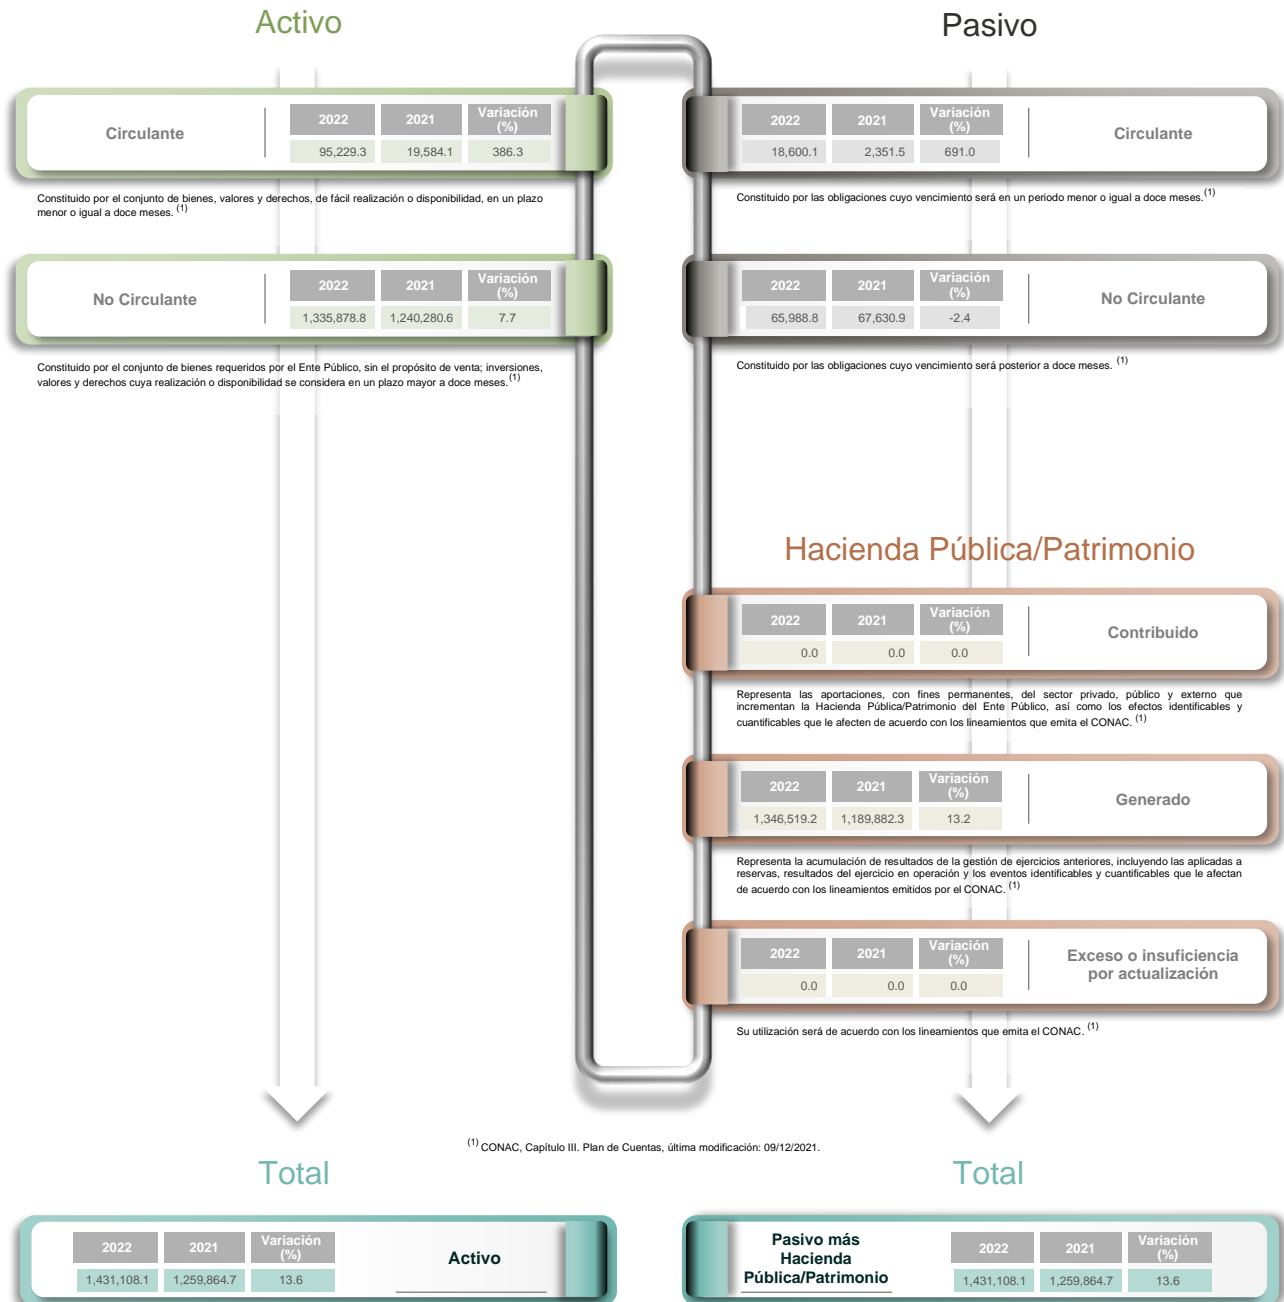 Activo
Circulante
2022 2021 Variación (%)
95,229.3 19,584.1 386.3
Constituido por el conjunto de bienes, valores y derechos, de fácil realización o disponibilidad, en un plazo
menor o igual a doce meses. (1)
No Circulante
2022 2021 Variación (%)
1,335,878.8 1,240,280.6 7.7
Constituido por el conjunto de bienes requeridos por el Ente Público, sin el propósito de venta; inversiones,
valores y derechos cuya realización o disponibilidad se considera en un plazo mayor a doce meses. (1)
Pasivo
2022 2021 Variación (%)
18,600.1 2,351.5 691.0
Circulante
Constituido por las obligaciones cuyo vencimiento será en un periodo menor o igual a doce meses. (1)
2022 2021 Variación (%)
65,988.8 67,630.9 -2.4
No Circulante
Constituido por las obligaciones cuyo vencimiento será posterior a doce meses. (1)
Hacienda Pública/Patrimonio
2022 2021 Variación (%)
0.0 0.0 0.0
Contribuido
Representa las aportaciones, con fines permanentes, del sector privado, público y externo que
incrementan la Hacienda Pública/Patrimonio del Ente Público, así como los efectos identificables y
cuantificables que le afecten de acuerdo con los lineamientos que emita el CONAC. (1)
2022 2021 Variación (%)
1,346,519.2 1,189,882.3 13.2
Generado
Representa la acumulación de resultados de la gestión de ejercicios anteriores, incluyendo las aplicadas a
reservas, resultados del ejercicio en operación y los eventos identificables y cuantificables que le afectan
de acuerdo con los lineamientos emitidos por el CONAC. (1)
2022 2021 Variación (%)
0.0 0.0 0.0
Exceso o insuficiencia
por actualización
Su utilización será de acuerdo con los lineamientos que emita el CONAC. (1)
(1) CONAC, Capítulo III. Plan de Cuentas, última modificación: 09/12/2021.
Total
2022 2021 Variación (%)
1,431,108.1 1,259,864.7 13.6
Activo
Total
Pasivo más
Hacienda
Pública/Patrimonio
2022 2021 Variación (%)
1,431,108.1 1,259,864.7 13.6